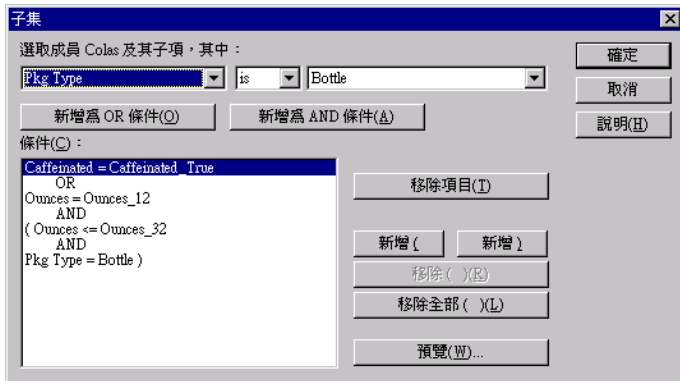 子集
選取成員 Colas 及其子項，其中：
Pkg Type is Bottle
確定
取消
說明(H)
新增為 OR 條件(O) 新增為 AND 條件(A)
條件(C)：
Caffeinated = Caffeinated_True
OR
Ounces = Ounces_12
AND
( Ounces <= Ounces_32
AND
Pkg Type = Bottle )
移除項目(T)
新增 ( 新增 )
移除 ( )(R)
移除全部 ( )(L)
預覽(W)...